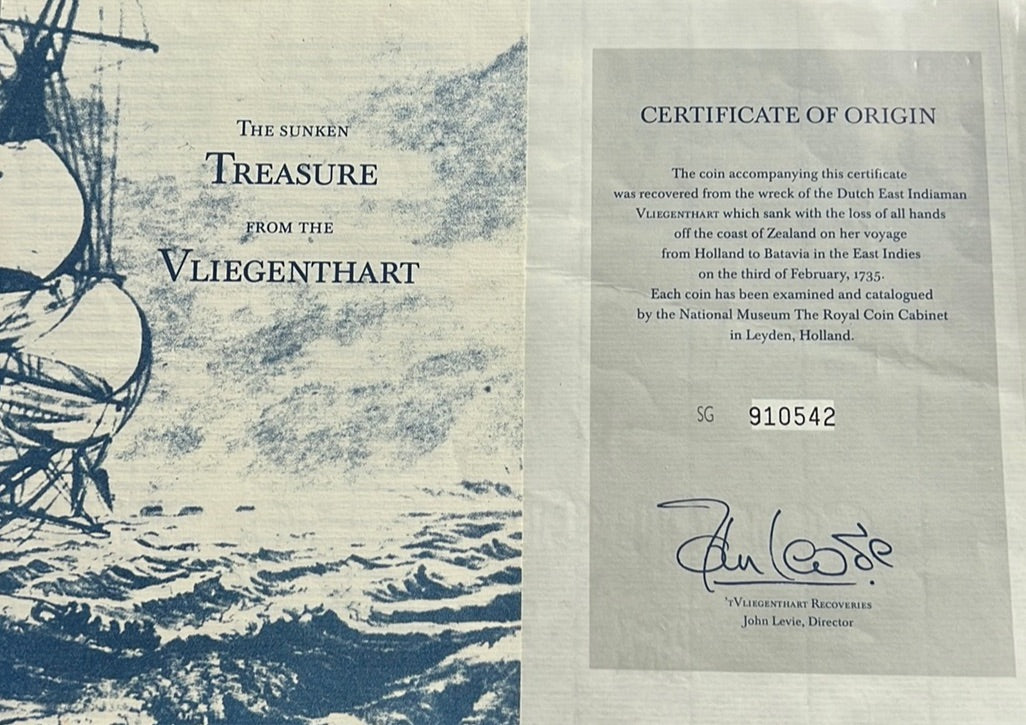 THE SUNKEN
TREASURE
FROM THE
VLIEGENTHART
CERTIFICATE OF ORIGIN
The coin accompanying this certificate
was recovered from the wreck of the Dutch East Indiaman
VLIEGENTHART which sank with the loss of all hands
off the coast of Zealand on her voyage
from Holland to Batavia in the East Indies
on the third of February, 1735.
Each coin has been examined and catalogued
by the National Museum The Royal Coin Cabinet
in Leyden, Holland.
SG 910542
John Levie
'TVLIEGENTHART RECOVERIES
John Levie, Director